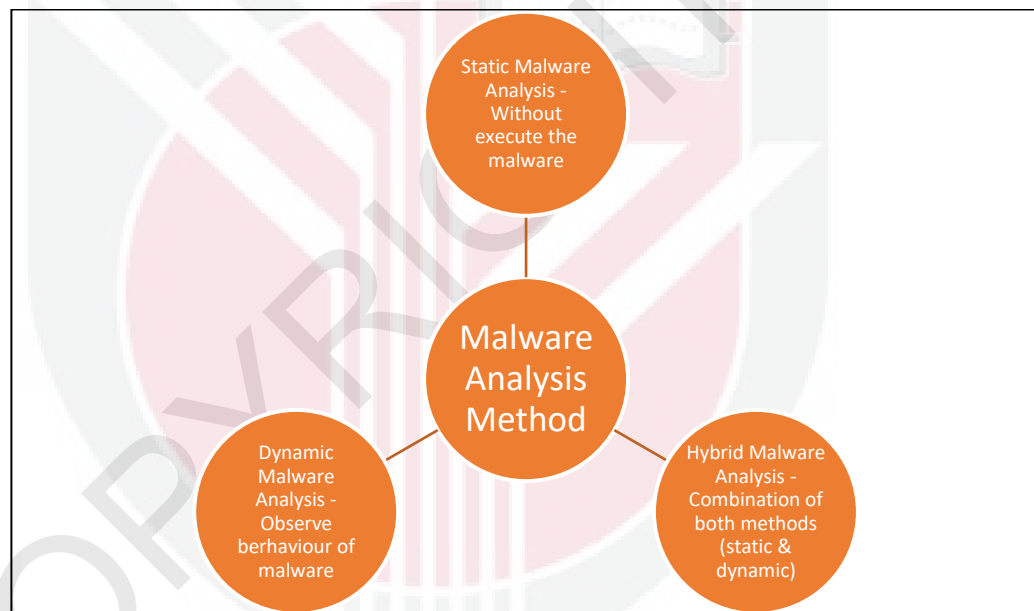 Static Malware
Analysis -
Without
execute the
malware
Malware
Analysis
Method
Dynamic
Malware
Analysis -
Observe
berhaviour of
malware
Hybrid Malware
Analysis -
Combination of
both methods
(static &
dynamic)